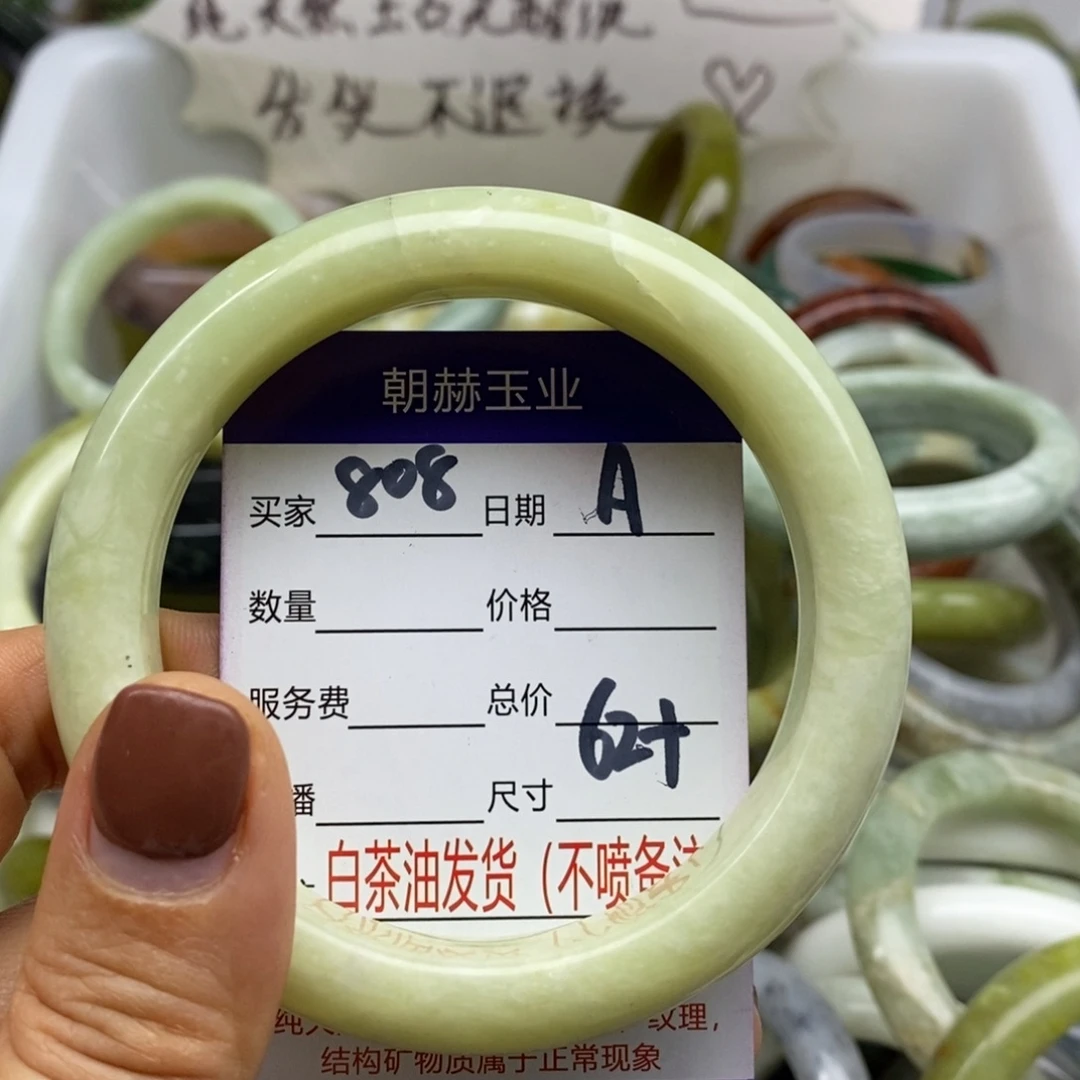 售出不退换
朝赫玉业
买家 808 日期 A
数量 价格
服务费 总价
播 尺寸 62+
白茶油发货（不喷备注
纹理，
结构矿物质属于正常现象